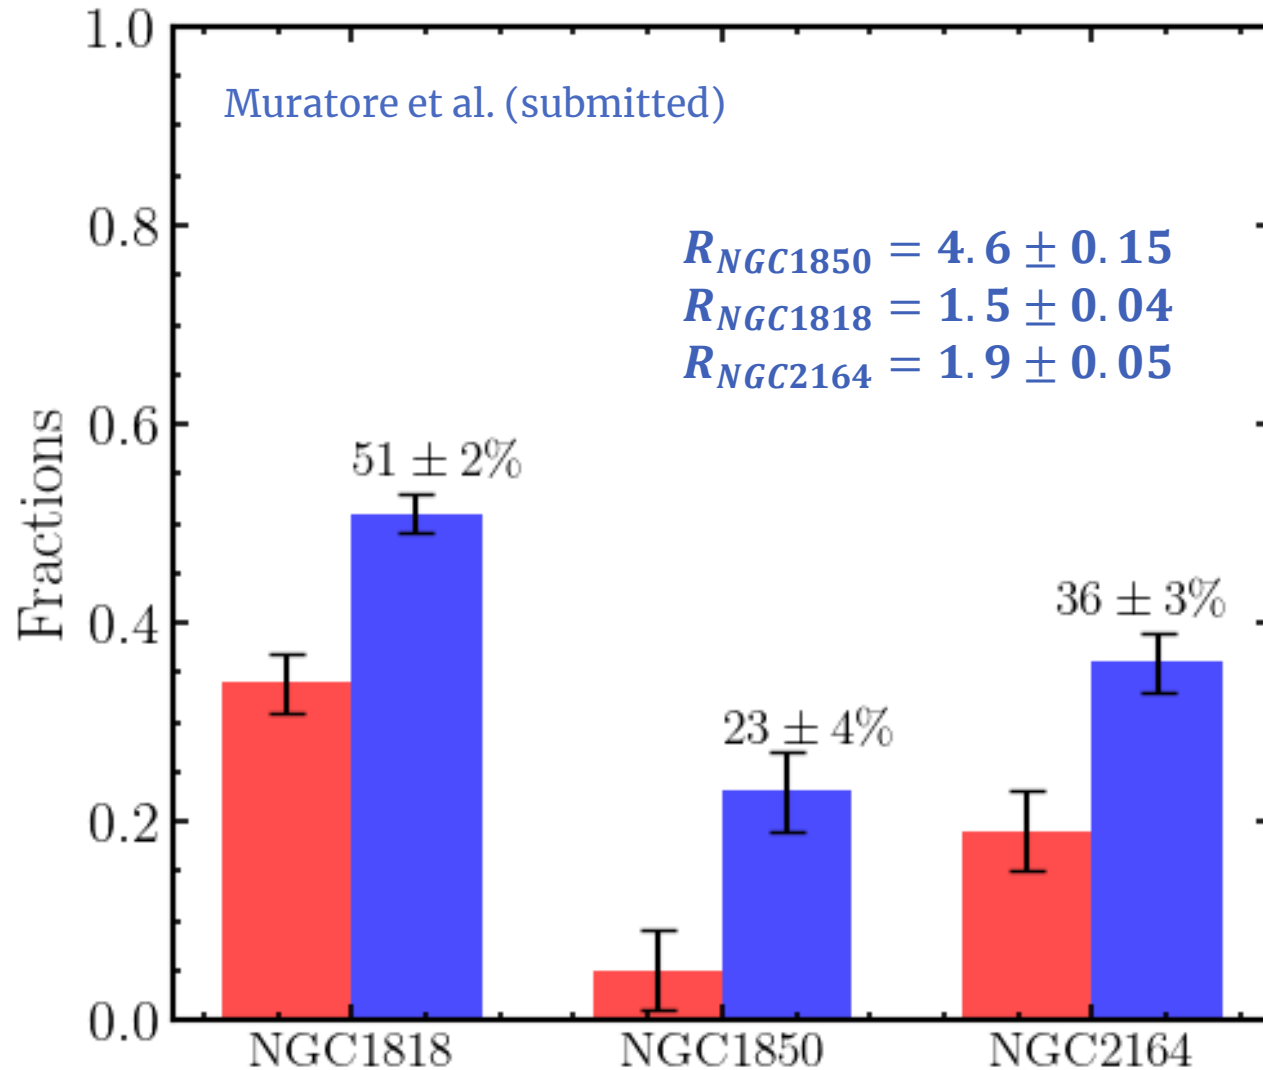 1.0
Muratore et al. (submitted)
0.8
R_NGC1850 = 4.6 ± 0.15
R_NGC1818 = 1.5 ± 0.04
R_NGC2164 = 1.9 ± 0.05
0.6
51 ± 2%
Fractions
36 ± 3%
0.4
23 ± 4%
0.2
0.0
NGC1818 NGC1850 NGC2164